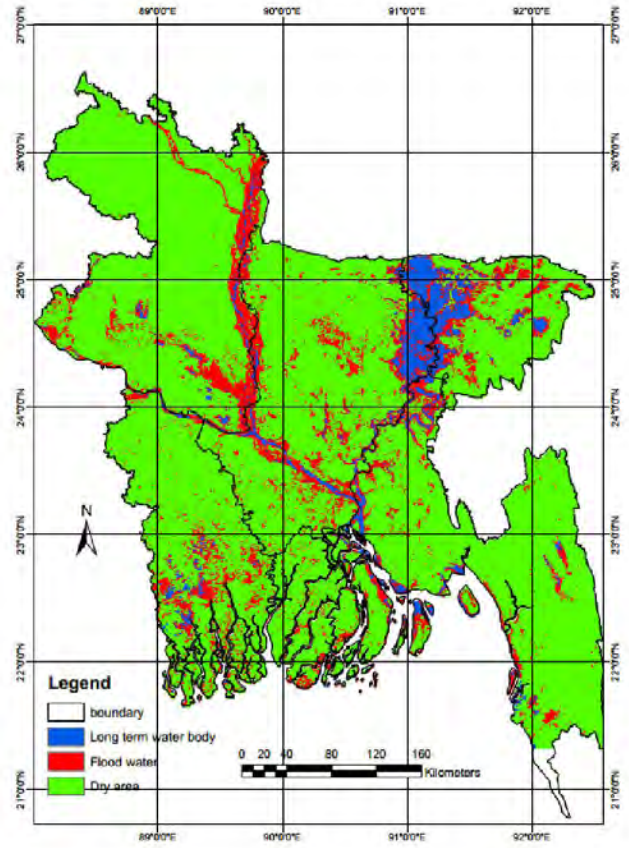 89°0'0"E 90°0'0"E 91°0'0"E 92°0'0"E
27°0'0"N 27°0'0"N
26°0'0"N 26°0'0"N
25°0'0"N 25°0'0"N
24°0'0"N 24°0'0"N
23°0'0"N 23°0'0"N
N
22°0'0"N 22°0'0"N
Legend
boundary
Long term water body
Flood water
Dry area
0 20 40 80 120 160
Kilometers
21°0'0"N 21°0'0"N
89°0'0"E 90°0'0"E 91°0'0"E 92°0'0"E